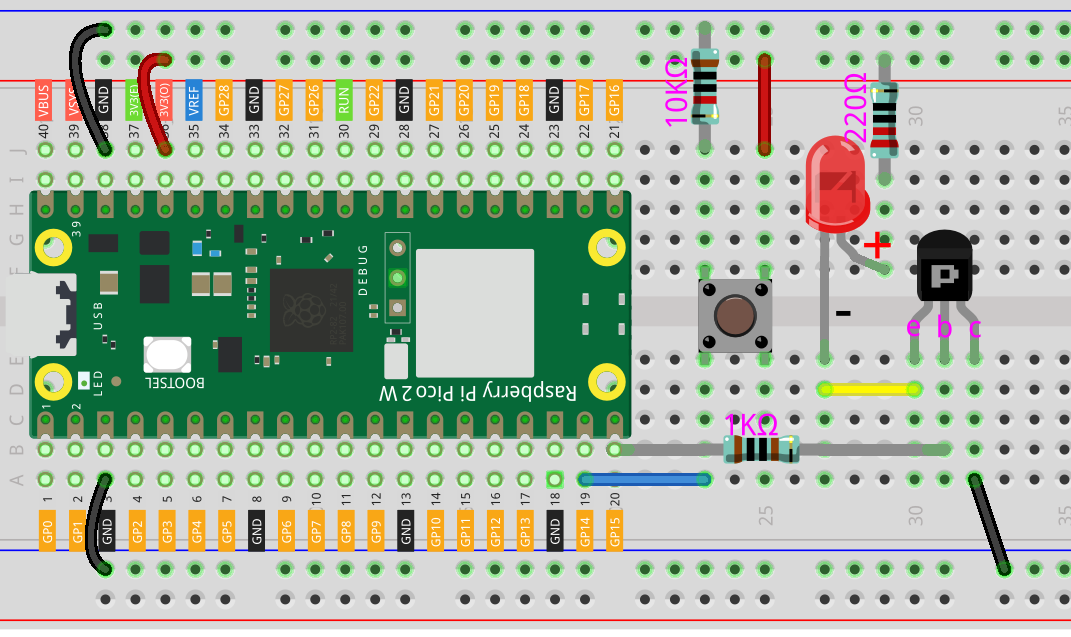 VBUS VSYS GND 3V3(E) 3V3(O) VREF GP28 GND GP27 GP26 RUN GP22 GND GP21 GP20 GP19 GP18 GND GP17 GP16
40 39 38 37 36 35 34 33 32 31 30 29 28 27 26 25 24 23 22 21
10KΩ
220Ω
30
35
J
I
H
G
F
39
DEBUG
USB
BOOTSEL
LED
Raspberry Pi Pico 2 W
1
2
+
-
P
e b c
E
D
C
B
A
1KΩ
1 2 3 4 5 6 7 8 9 10 11 12 13 14 15 16 17 18 19 20
25
30
35
GP0 GP1 GND GP2 GP3 GP4 GP5 GND GP6 GP7 GP8 GP9 GND GP10 GP11 GP12 GP13 GND GP14 GP15